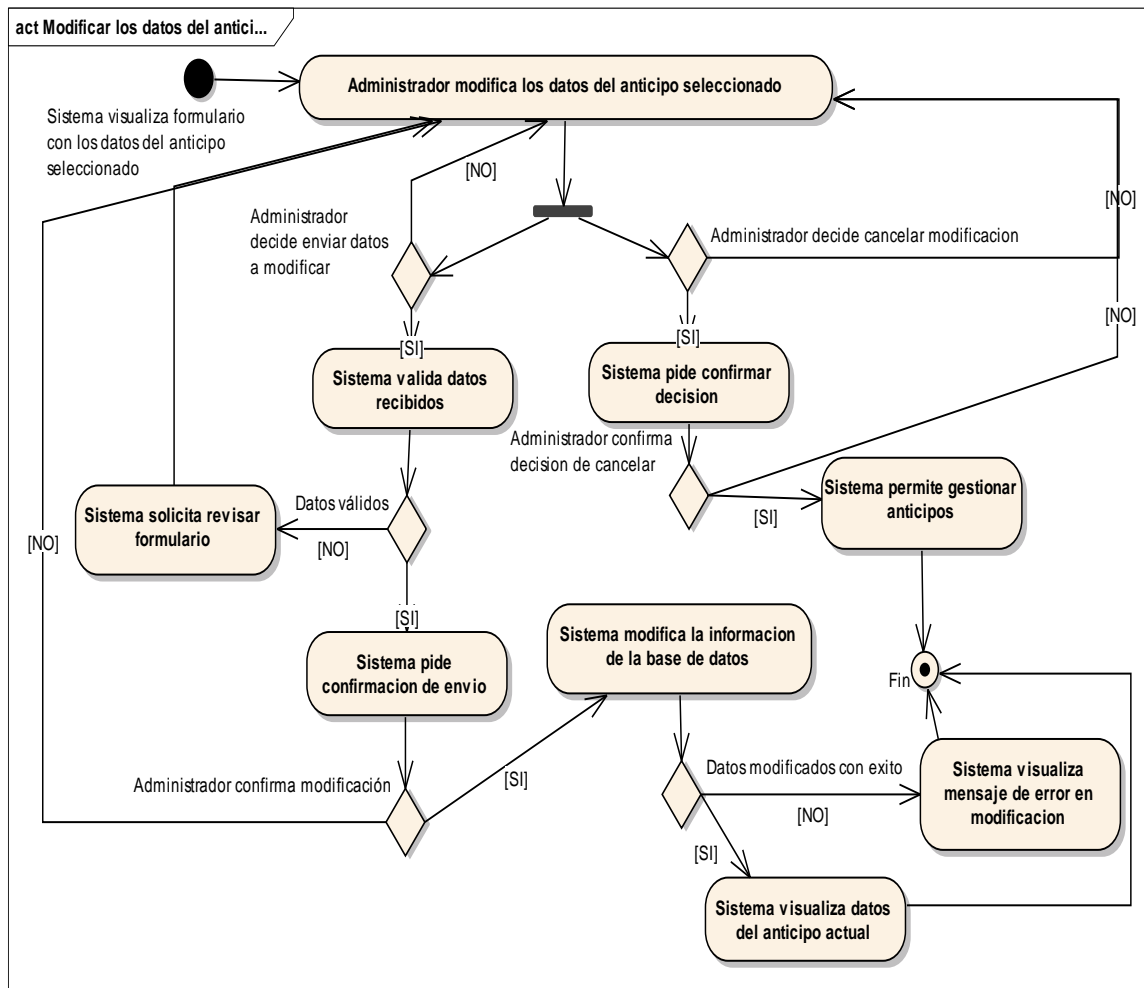 act Modificar los datos del antici...
Administrador modifica los datos del anticipo seleccionado
Sistema visualiza formulario
con los datos del anticipo
seleccionado
[NO]
[NO]
Administrador
decide enviar datos
a modificar
Administrador decide cancelar modificacion
[NO]
[SI]
[SI]
Sistema valida datos
recibidos
Sistema pide confirmar
decision
Administrador confirma
decision de cancelar
Sistema permite gestionar
anticipos
[SI]
Datos válidos
Sistema solicita revisar
formulario
[NO]
[NO]
[SI]
Sistema pide
confirmacion de envio
Sistema modifica la informacion
de la base de datos
Fin
Administrador confirma modificación
[SI]
Datos modificados con exito
[NO]
Sistema visualiza
mensaje de error en
modificacion
[SI]
Sistema visualiza datos
del anticipo actual